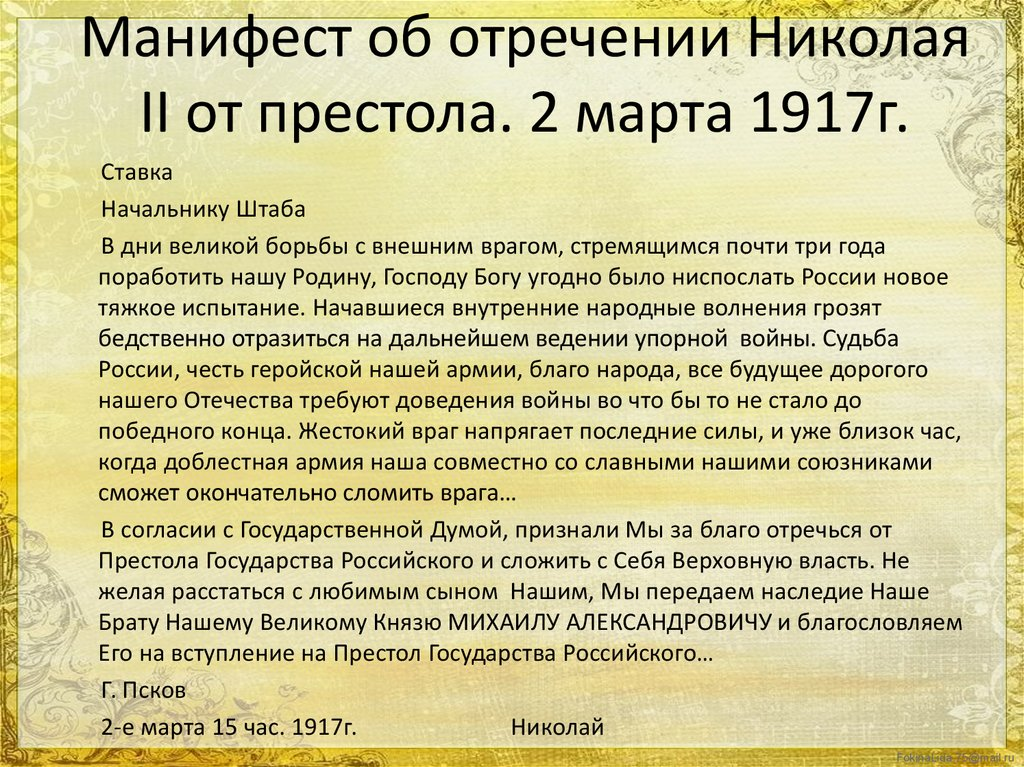 Манифест об отречении Николая
II от престола. 2 марта 1917г.
Ставка
Начальнику Штаба
В дни великой борьбы с внешним врагом, стремящимся почти три года
поработить нашу Родину, Господу Богу угодно было ниспослать России новое
тяжкое испытание. Начавшиеся внутренние народные волнения грозят
бедственно отразиться на дальнейшем ведении упорной  войны. Судьба
России, честь геройской нашей армии, благо народа, все будущее дорогого
нашего Отечества требуют доведения войны во что бы то не стало до
победного конца. Жестокий враг напрягает последние силы, и уже близок час,
когда доблестная армия наша совместно со славными нашими союзниками
сможет окончательно сломить врага…
В согласии с Государственной Думой, признали Мы за благо отречься от
Престола Государства Российского и сложить с Себя Верховную власть. Не
желая расстаться с любимым сыном  Нашим, Мы передаем наследие Наше
Брату Нашему Великому Князю МИХАИЛУ АЛЕКСАНДРОВИЧУ и благословляем
Его на вступление на Престол Государства Российского…
Г. Псков
2-е марта 15 час. 1917г. Николай
FokinaLida.75@mail.ru